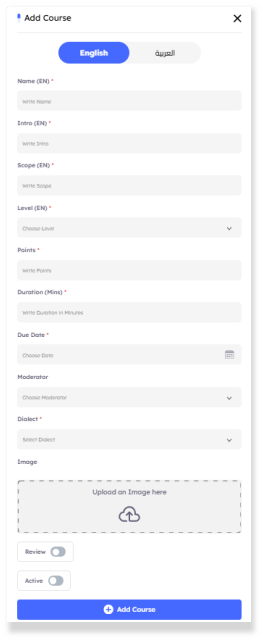 Add Course
English
العربية
Name (EN) *
Write Name
Intro (EN) *
Write Intro
Scope (EN) *
Write Scope
Level (EN) *
Choose Level
Points *
Write Points
Duration (Mins) *
Write Duration in Minutes
Due Date *
Choose Date
Moderator
Choose Moderator
Dialect *
Select Dialect
Image
Upload an Image here
Review
Active
Add Course